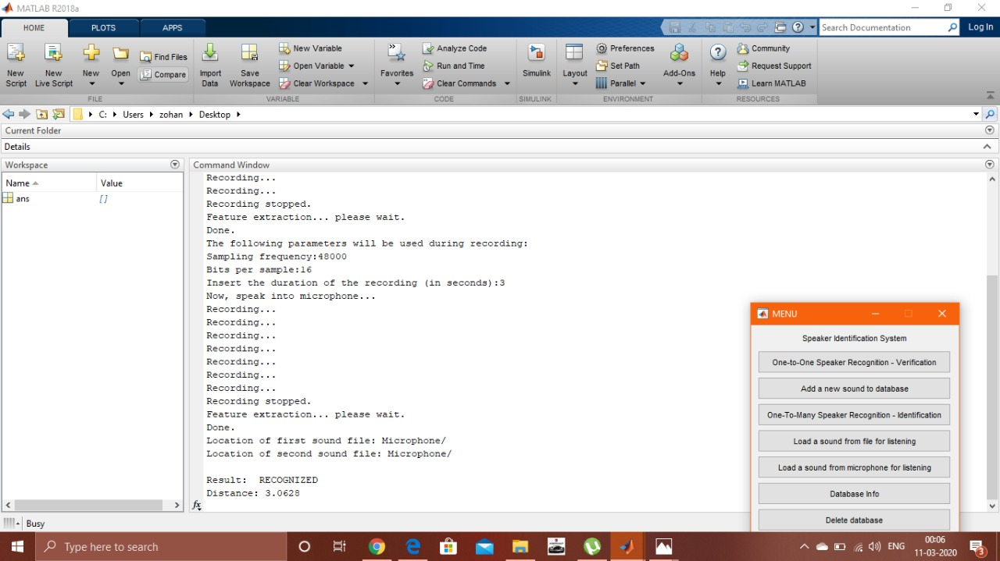 MATLAB R2018a
HOME PLOTS APPS Search Documentation Log In
New Script New Live Script New Open Find Files Compare Import Data Save Workspace New Variable Open Variable Clear Workspace Favorites Analyze Code Run and Time Clear Commands Simulink Layout Preferences Set Path Parallel Add-Ons Help Community Request Support Learn MATLAB
FILE VARIABLE CODE SIMULINK ENVIRONMENT RESOURCES
C: Users zohan Desktop
Current Folder
Details
Workspace
Name Value
ans []
Command Window
Recording...
Recording...
Recording stopped.
Feature extraction... please wait.
Done.
The following parameters will be used during recording:
Sampling frequency:48000
Bits per sample:16
Insert the duration of the recording (in seconds):3
Now, speak into microphone...
Recording...
Recording...
Recording...
Recording...
Recording...
Recording...
Recording...
Recording stopped.
Feature extraction... please wait.
Done.
Location of first sound file: Microphone/
Location of second sound file: Microphone/
Result: RECOGNIZED
Distance: 3.0628
fx
MENU
Speaker Identification System
One-to-One Speaker Recognition - Verification
Add a new sound to database
One-To-Many Speaker Recognition - Identification
Load a sound from file for listening
Load a sound from microphone for listening
Database Info
Delete database
Busy
Type here to search
ENG
00:06
11-03-2020
3